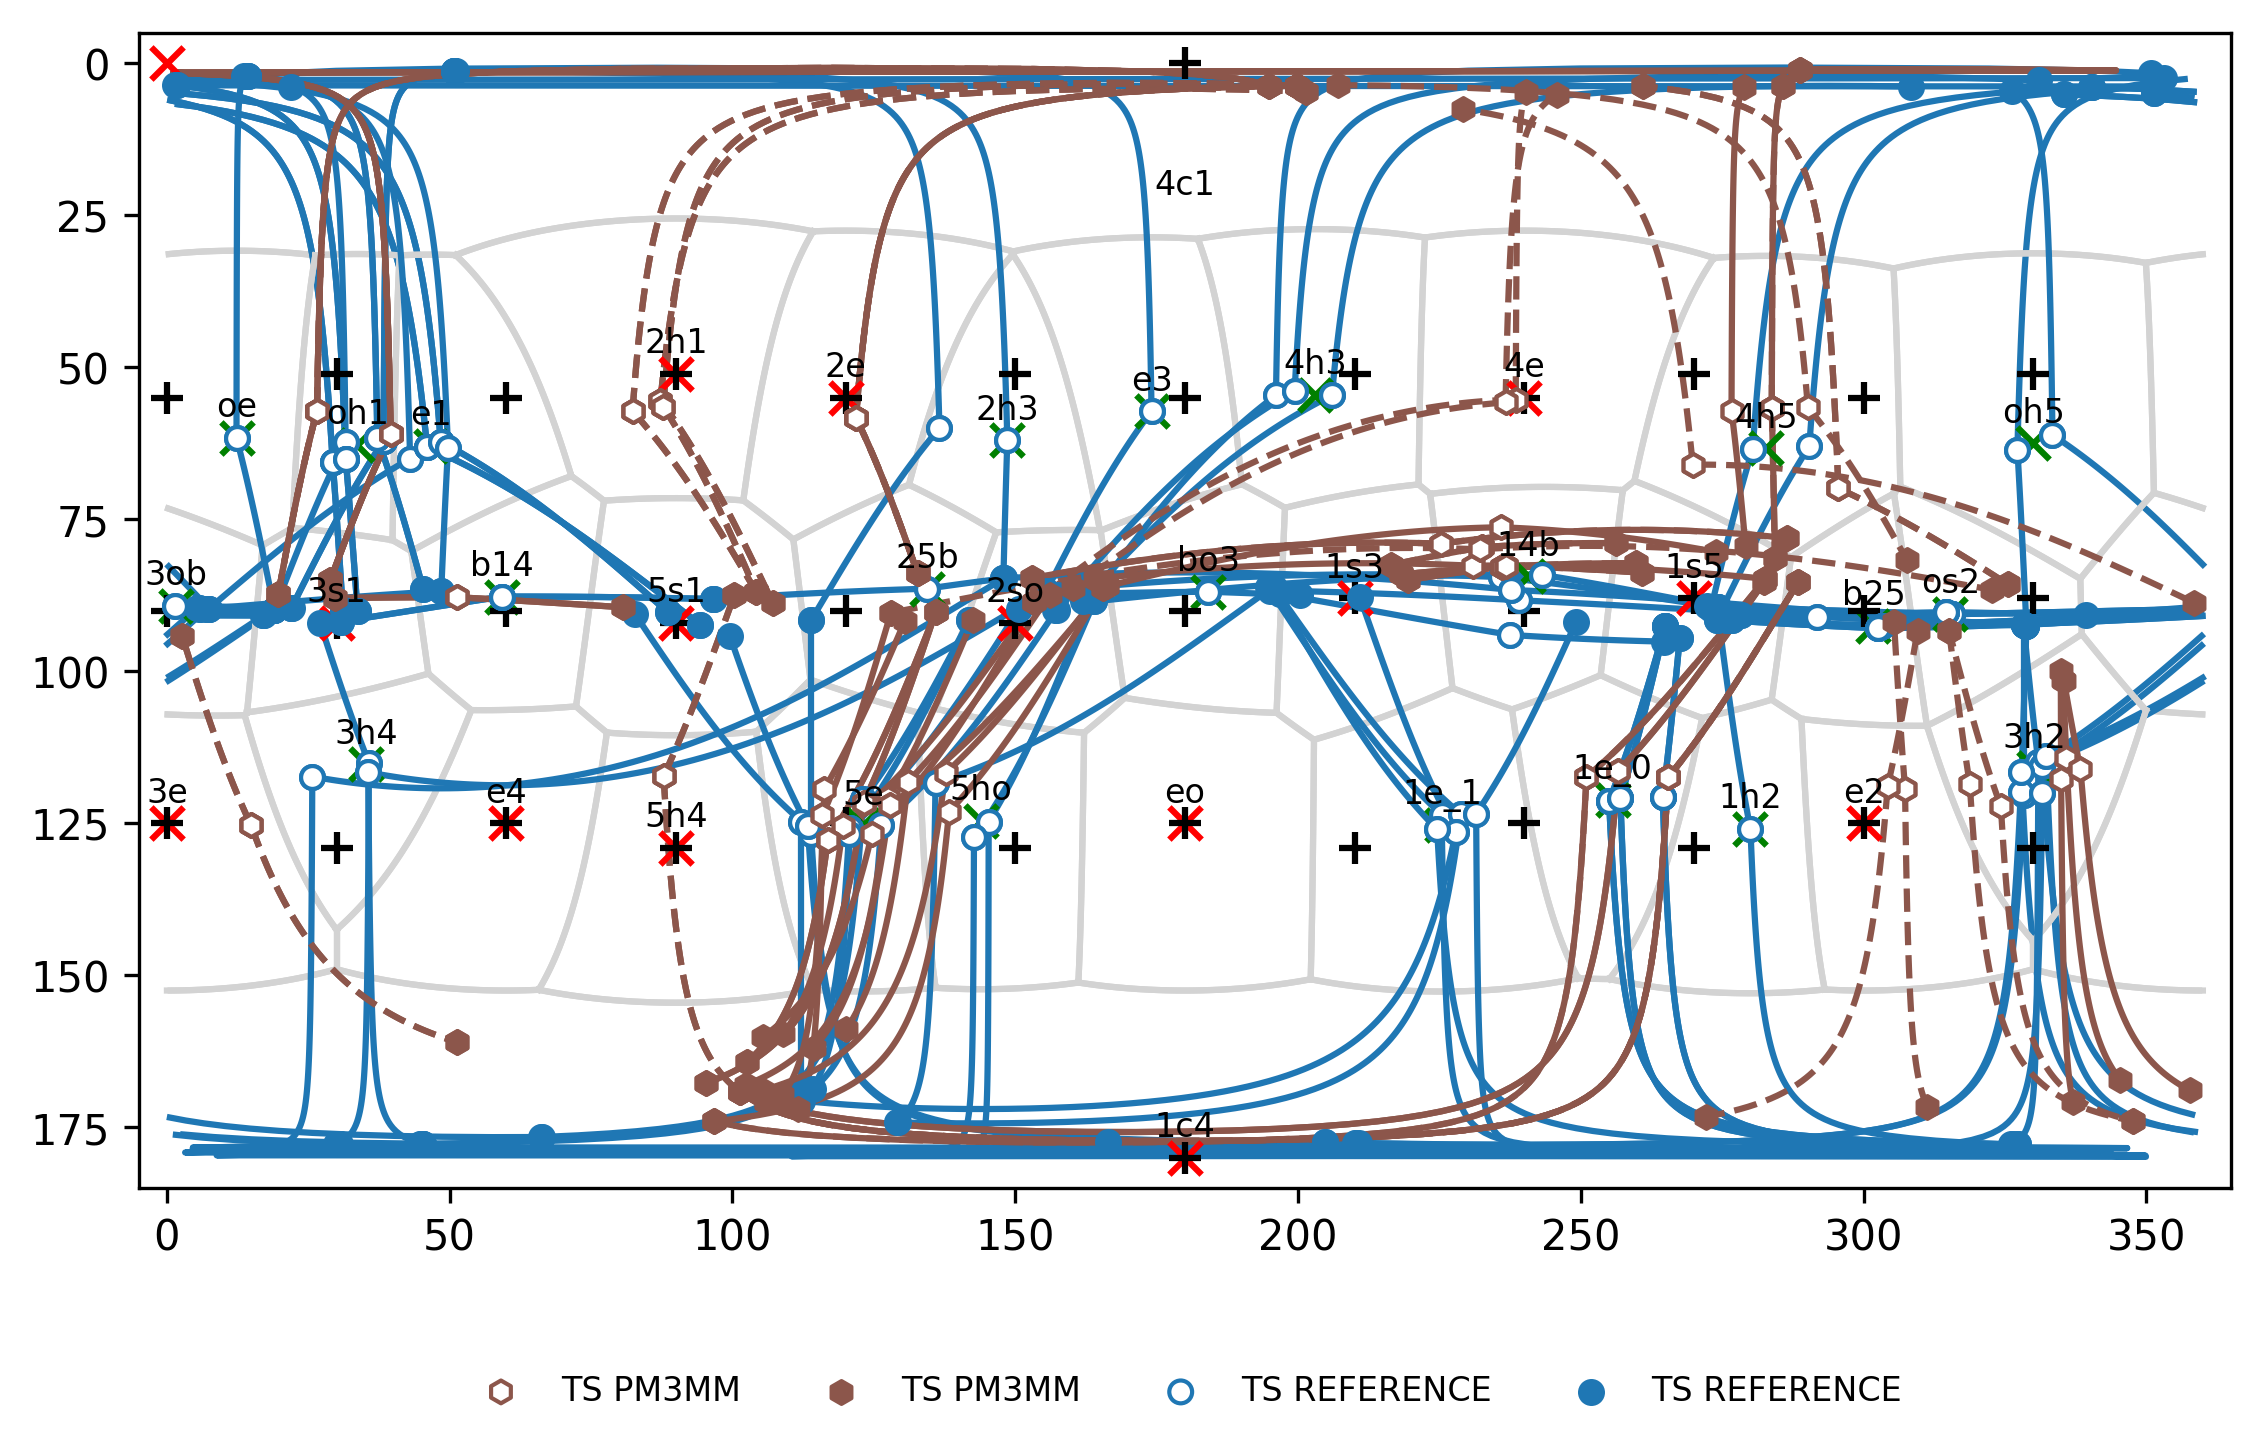 0
25
50
75
100
125
150
175
4c1
2h1
2e
4h3
4e
oe
oh1
e1
e3
2h3
4h5
oh5
3ob
3s1
b14
5s1
25b
2so
bo3
1s3
14b
1s5
b25
os2
3h4
3h2
3e
e4
5h4
5e
5ho
eo
1e_1
1e_0
1h2
e2
1c4
0 50 100 150 200 250 300 350
TS PM3MM TS PM3MM TS REFERENCE TS REFERENCE